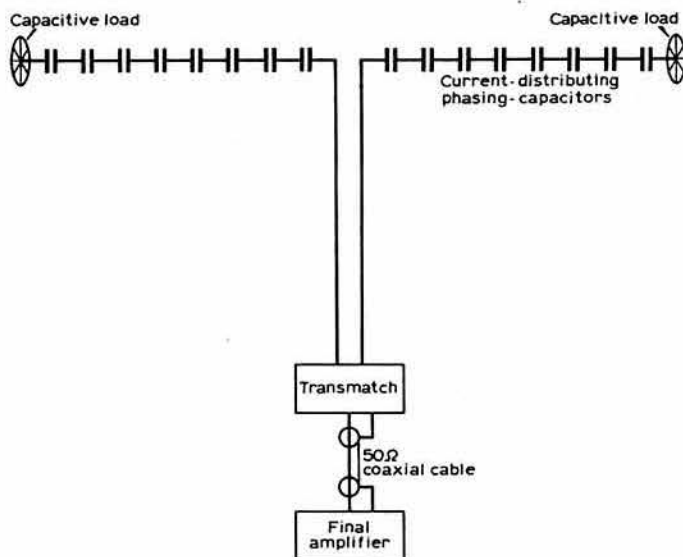 Capacitive load
Capacitive load
Current-distributing
phasing-capacitors
Transmatch
50Ω
coaxial cable
Final
amplifier